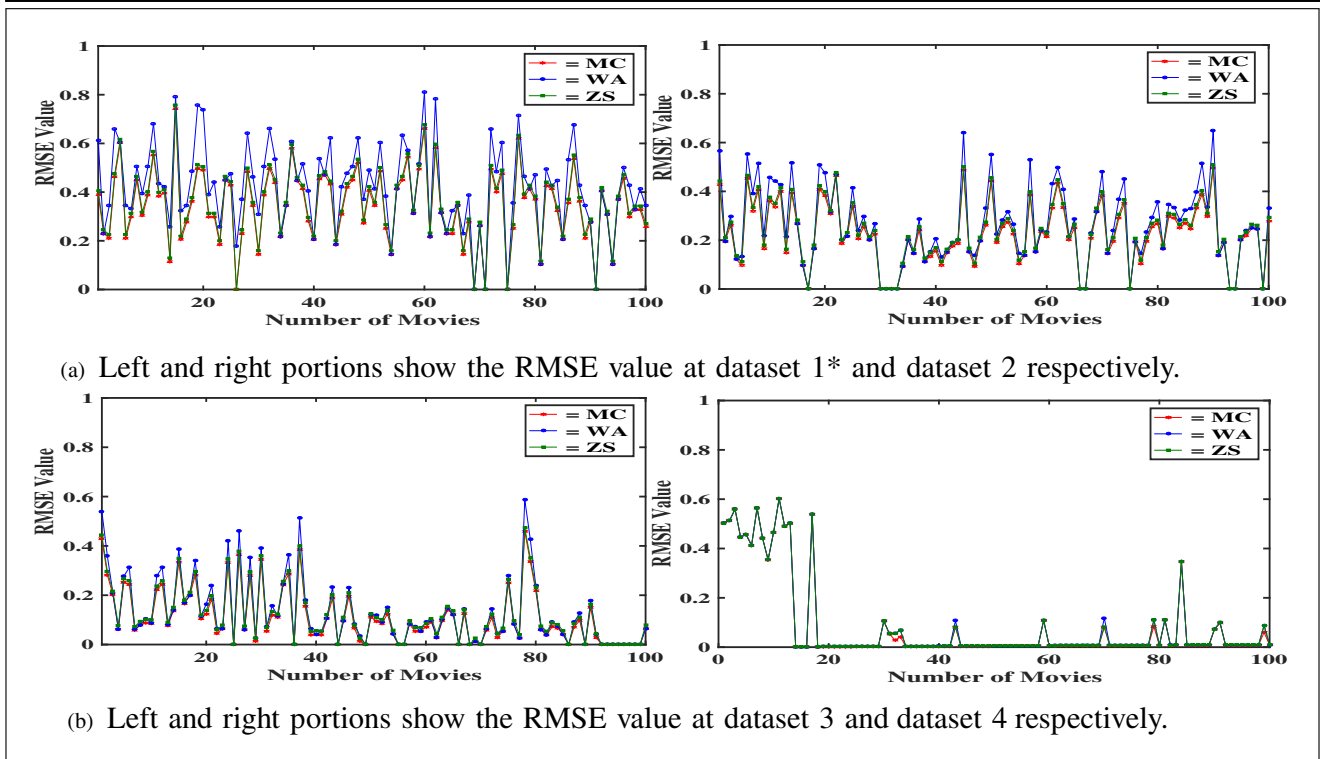 1
0.8
0.6
0.4
0.2
0
RMSE Value
= MC
= WA
= ZS
20
40
60
80
100
Number of Movies
1
0.8
0.6
0.4
0.2
0
RMSE Value
= MC
= WA
= ZS
20
40
60
80
100
Number of Movies
(a) Left and right portions show the RMSE value at dataset 1* and dataset 2 respectively.
1
0.8
0.6
0.4
0.2
0
RMSE Value
= MC
= WA
= ZS
20
40
60
80
100
Number of Movies
1
0.8
0.6
0.4
0.2
0
RMSE Value
= MC
= WA
= ZS
0
20
40
60
80
100
Number of Movies
(b) Left and right portions show the RMSE value at dataset 3 and dataset 4 respectively.